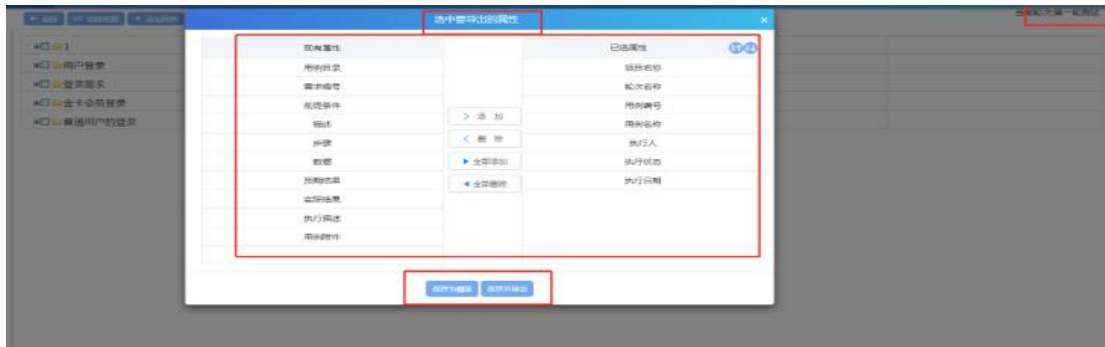 选中要导出的属性
×
1
用户登录
登录需求
金卡会员登录
普通用户的登录
现有属性
用例目录
需求编号
前提条件
描述
步骤
数据
预期结果
实际结果
执行描述
用例附件
> 添 加
< 删 除
全部添加
全部删除
已选属性
项目名称
轮次名称
用例编号
用例名称
执行人
执行状态
执行日期